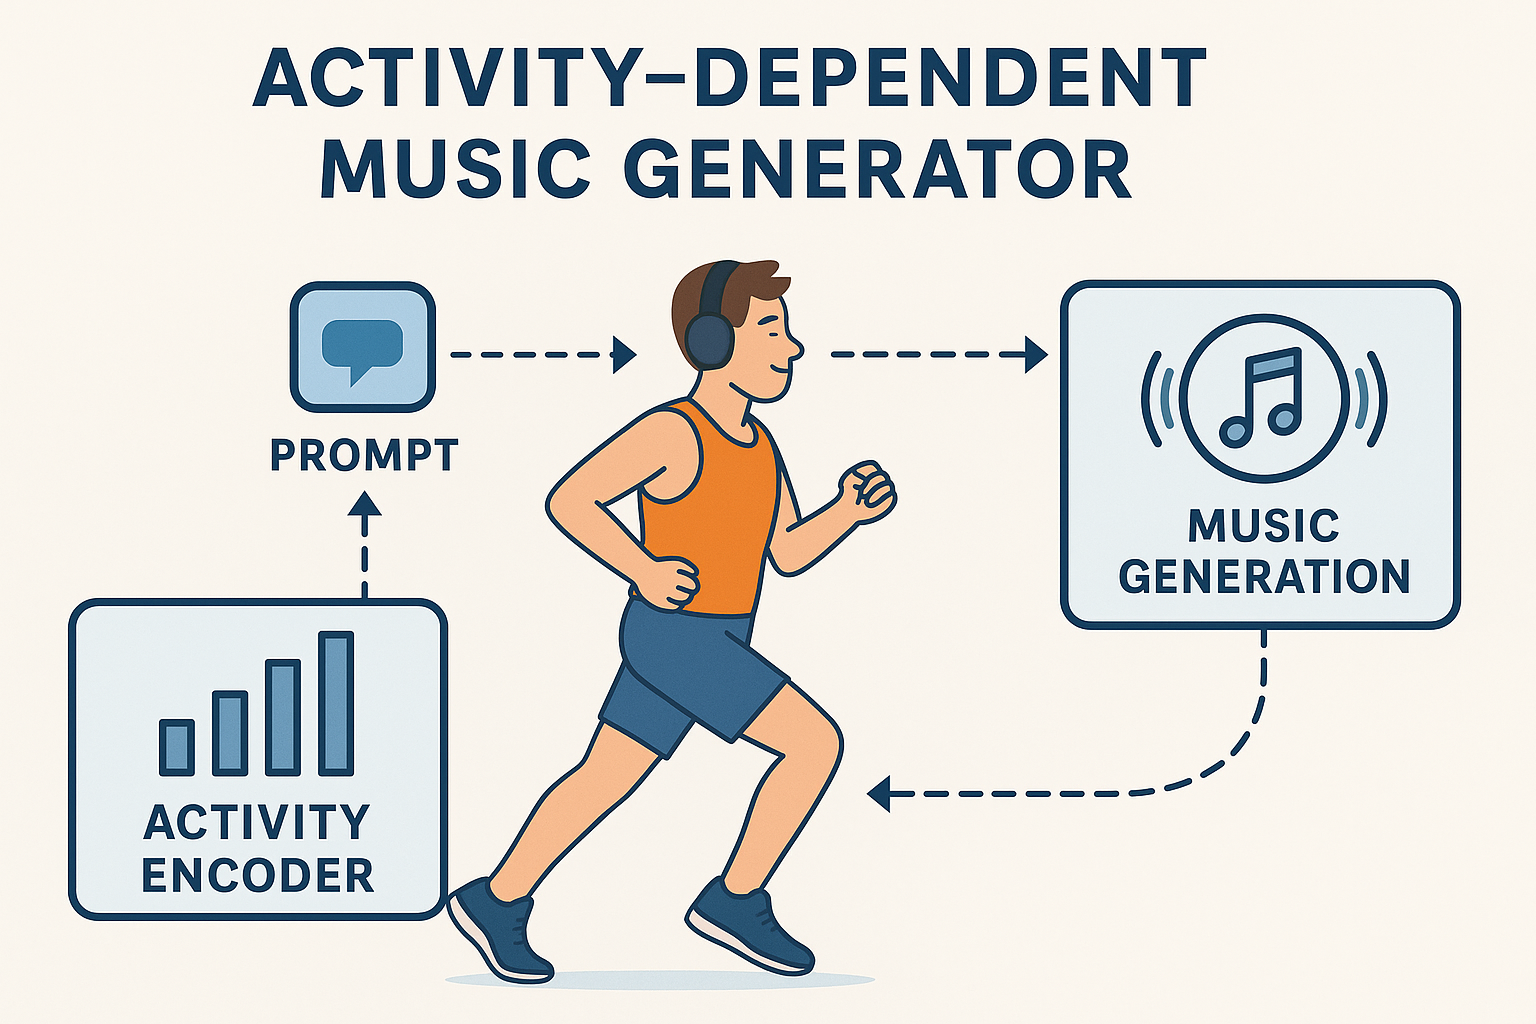 ACTIVITY–DEPENDENT
MUSIC GENERATOR
PROMPT
ACTIVITY
ENCODER
MUSIC
GENERATION